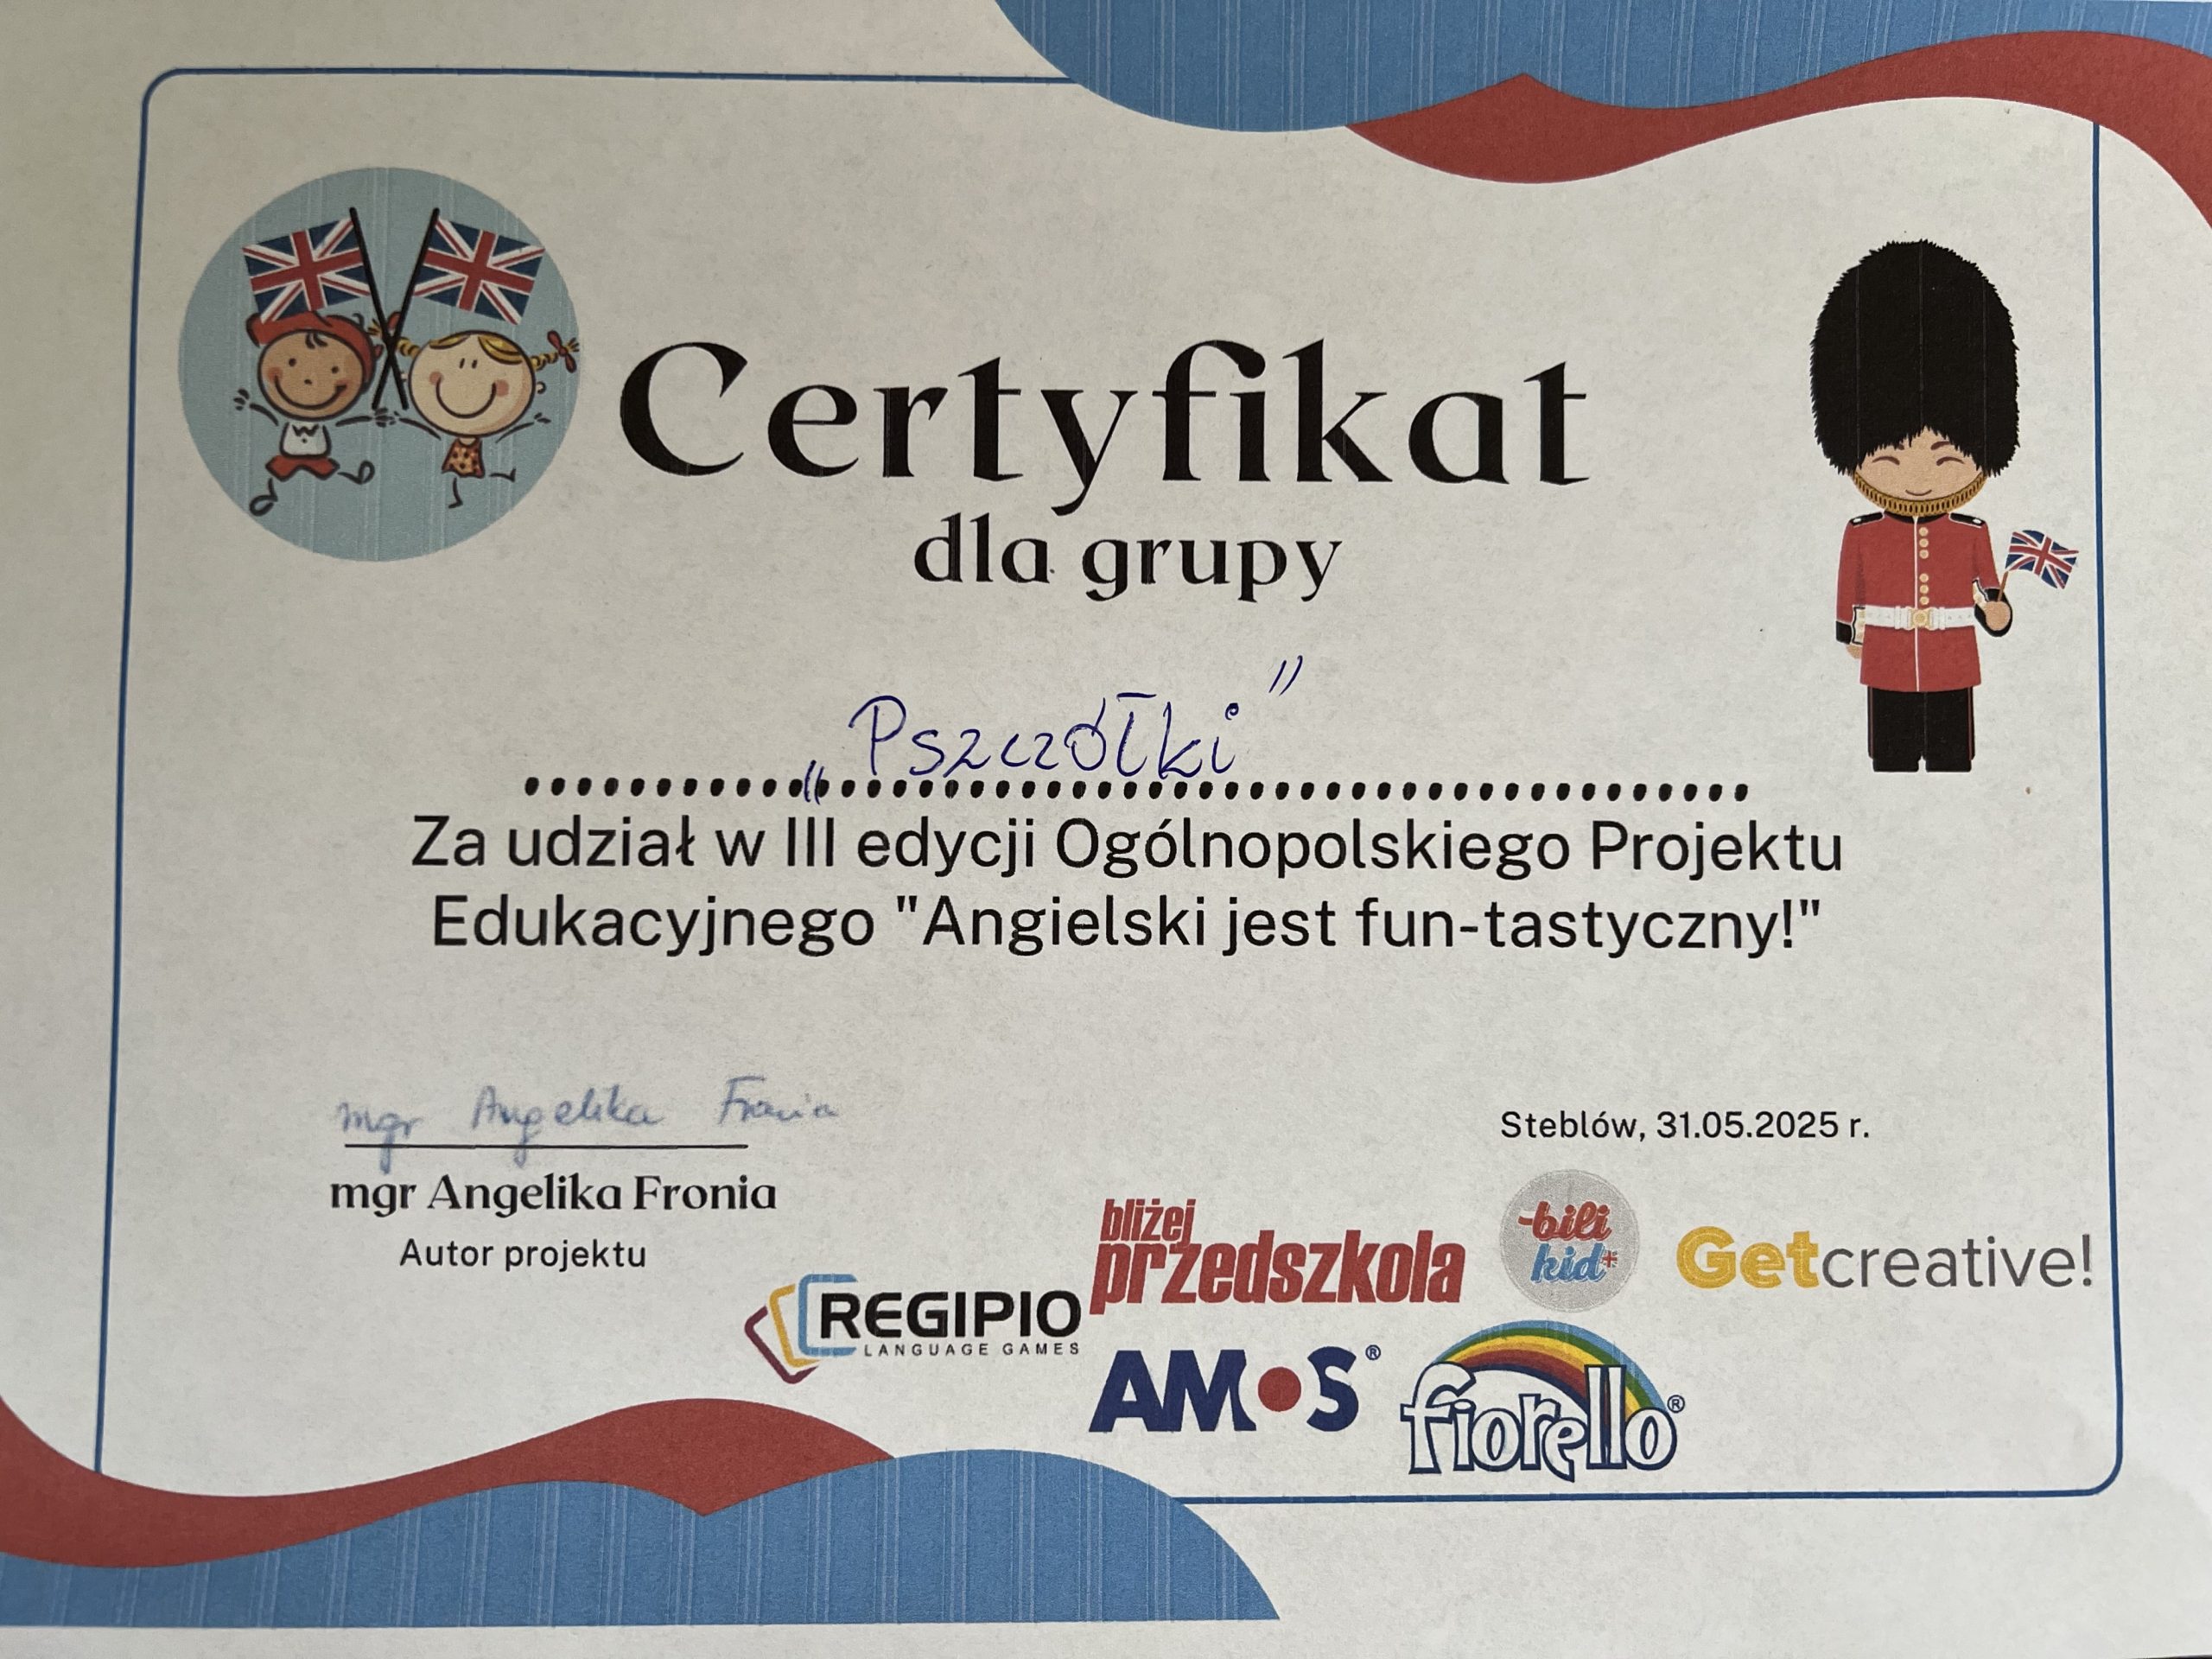 Certyfikat
dla grupy
„Pszczółki”
Za udział w III edycji Ogólnopolskiego Projektu
Edukacyjnego "Angielski jest fun-tastyczny!"
mgr Angelika Fronia
mgr Angelika Fronia
Autor projektu
Steblów, 31.05.2025 r.
bliżej
przedszkola
-bili
kid+
Getcreative!
REGIPIO
LANGUAGE GAMES
AMOS®
fiorello®